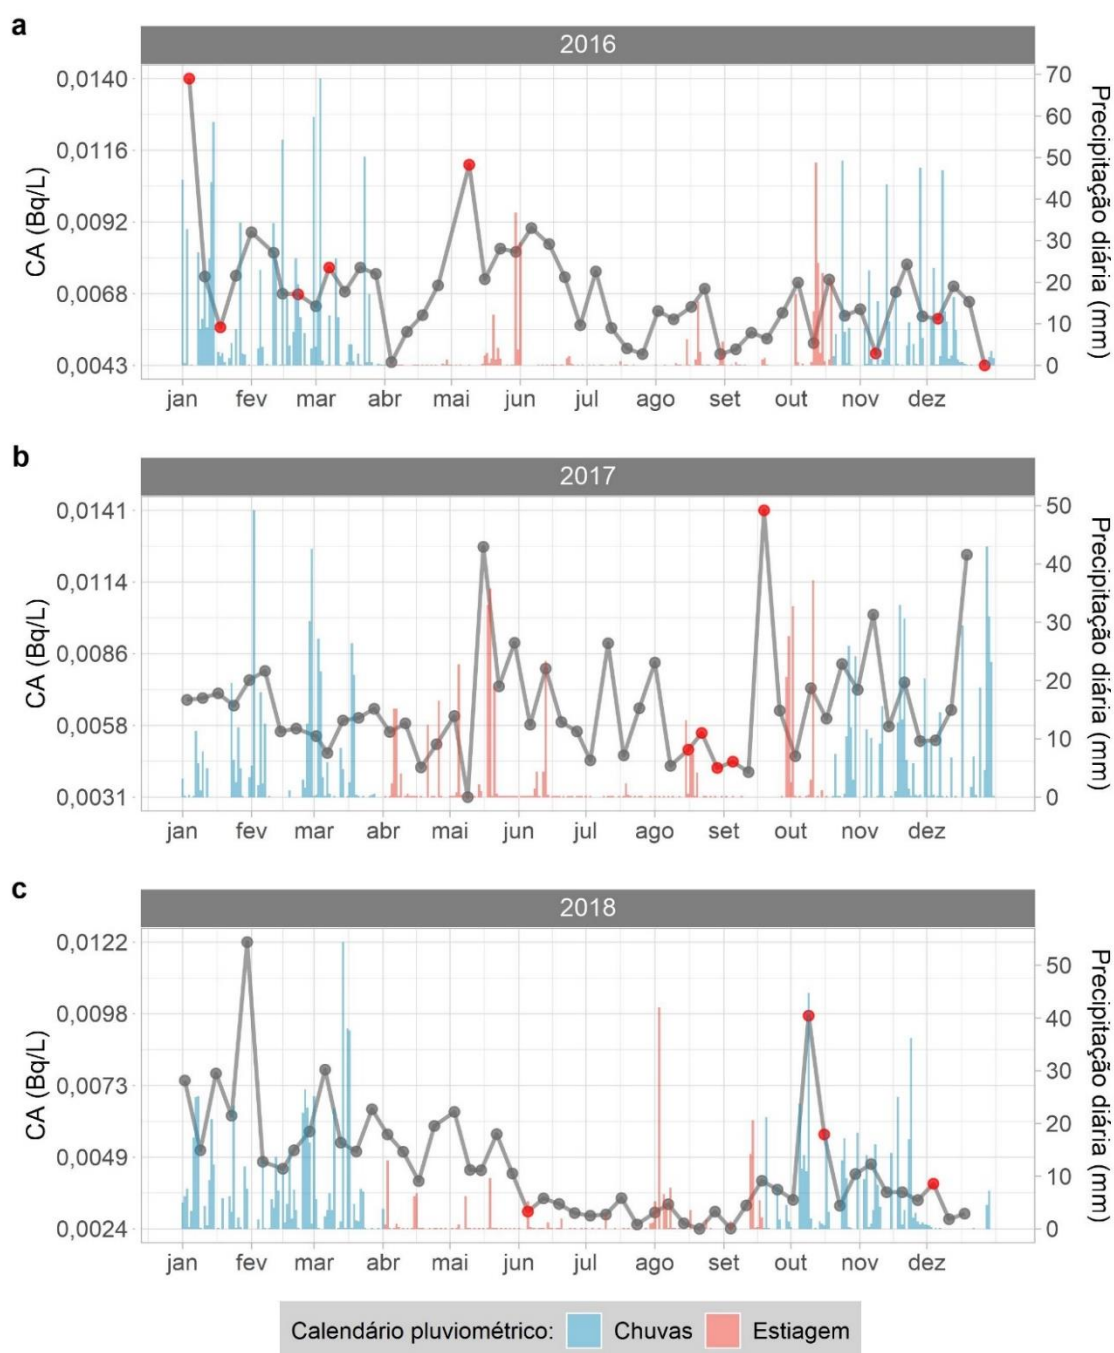 a
2016
CA (Bq/L)
0,0140
0,0116
0,0092
0,0068
0,0043
70
60
50
40
30
20
10
0
Precipitação diária (mm)
jan fev mar abr mai jun jul ago set out nov dez
b
2017
CA (Bq/L)
0,0141
0,0114
0,0086
0,0058
0,0031
50
40
30
20
10
0
Precipitação diária (mm)
jan fev mar abr mai jun jul ago set out nov dez
c
2018
CA (Bq/L)
0,0122
0,0098
0,0073
0,0049
0,0024
50
40
30
20
10
0
Precipitação diária (mm)
jan fev mar abr mai jun jul ago set out nov dez
Calendário pluviométrico: Chuvas Estiagem